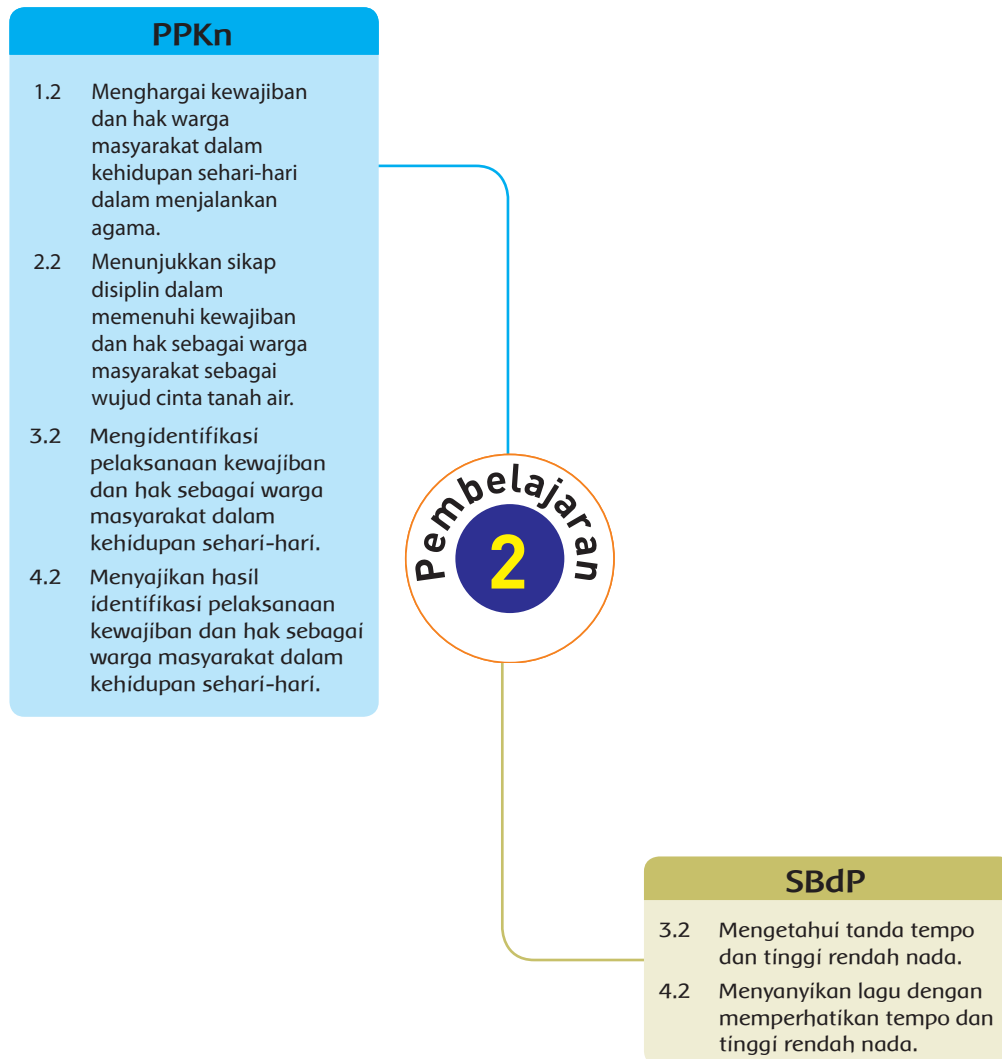 PPKn
1.2 Menghargai kewajiban
dan hak warga
masyarakat dalam
kehidupan sehari-hari
dalam menjalankan
agama.
2.2 Menunjukkan sikap
disiplin dalam
memenuhi kewajiban
dan hak sebagai warga
masyarakat sebagai
wujud cinta tanah air.
3.2 Mengidentifikasi
pelaksanaan kewajiban
dan hak sebagai warga
masyarakat dalam
kehidupan sehari-hari.
4.2 Menyajikan hasil
identifikasi pelaksanaan
kewajiban dan hak sebagai
warga masyarakat dalam
kehidupan sehari-hari.
Pembelajaran
2
SBdP
3.2 Mengetahui tanda tempo
dan tinggi rendah nada.
4.2 Menyanyikan lagu dengan
memperhatikan tempo dan
tinggi rendah nada.